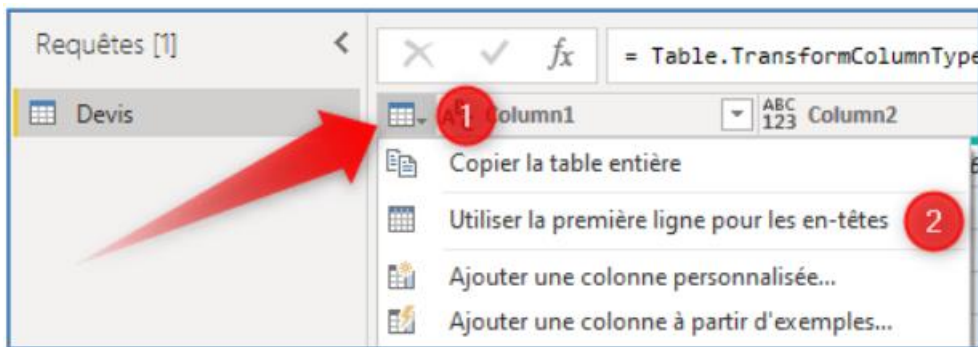 Requêtes [1]
fx
= Table.TransformColumnType
Devis
1
Column1
ABC
123
Column2
Copier la table entière
Utiliser la première ligne pour les en-têtes
2
Ajouter une colonne personnalisée...
Ajouter une colonne à partir d'exemples...